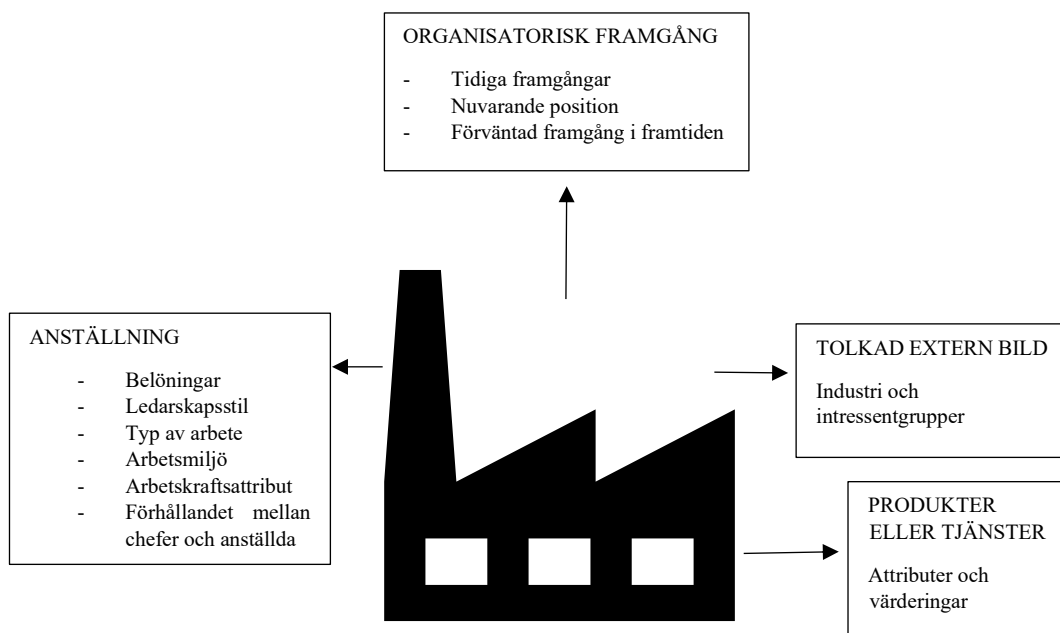 ORGANISATORISK FRAMGÅNG
- Tidiga framgångar
- Nuvarande position
- Förväntad framgång i framtiden
ANSTÄLLNING
- Belöningar
- Ledarskapsstil
- Typ av arbete
- Arbetsmiljö
- Arbetskraftsattribut
- Förhållandet mellan
chefer och anställda
TOLKAD EXTERN BILD
Industri och
intressentgrupper
PRODUKTER
ELLER TJÄNSTER
Attributer och
värderingar